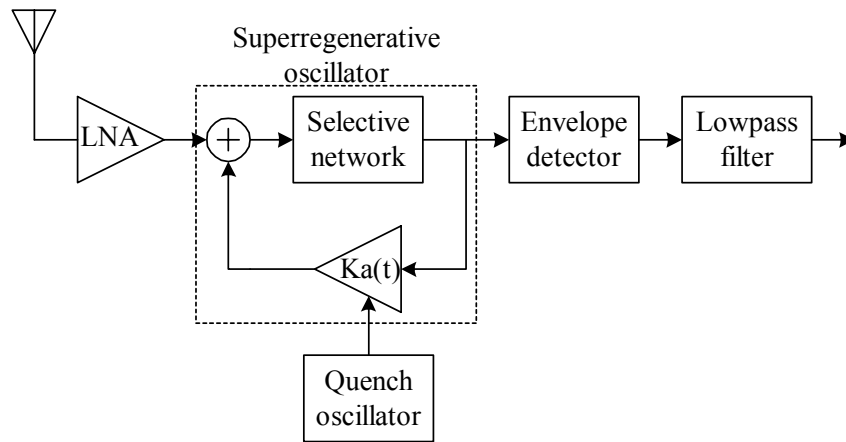 Superregenerative
oscillator
LNA
+
Selective
network
Envelope
detector
Lowpass
filter
Ka(t)
Quench
oscillator